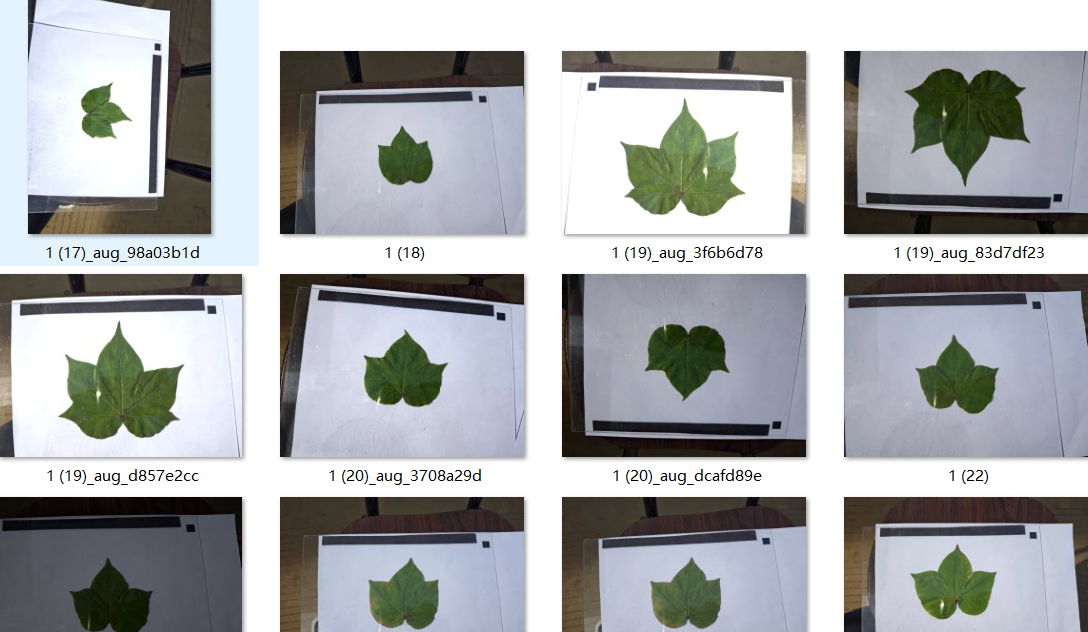 1 (17)_aug_98a03b1d
1 (18)
1 (19)_aug_3f6b6d78
1 (19)_aug_83d7df23
1 (19)_aug_d857e2cc
1 (20)_aug_3708a29d
1 (20)_aug_dcafd89e
1 (22)